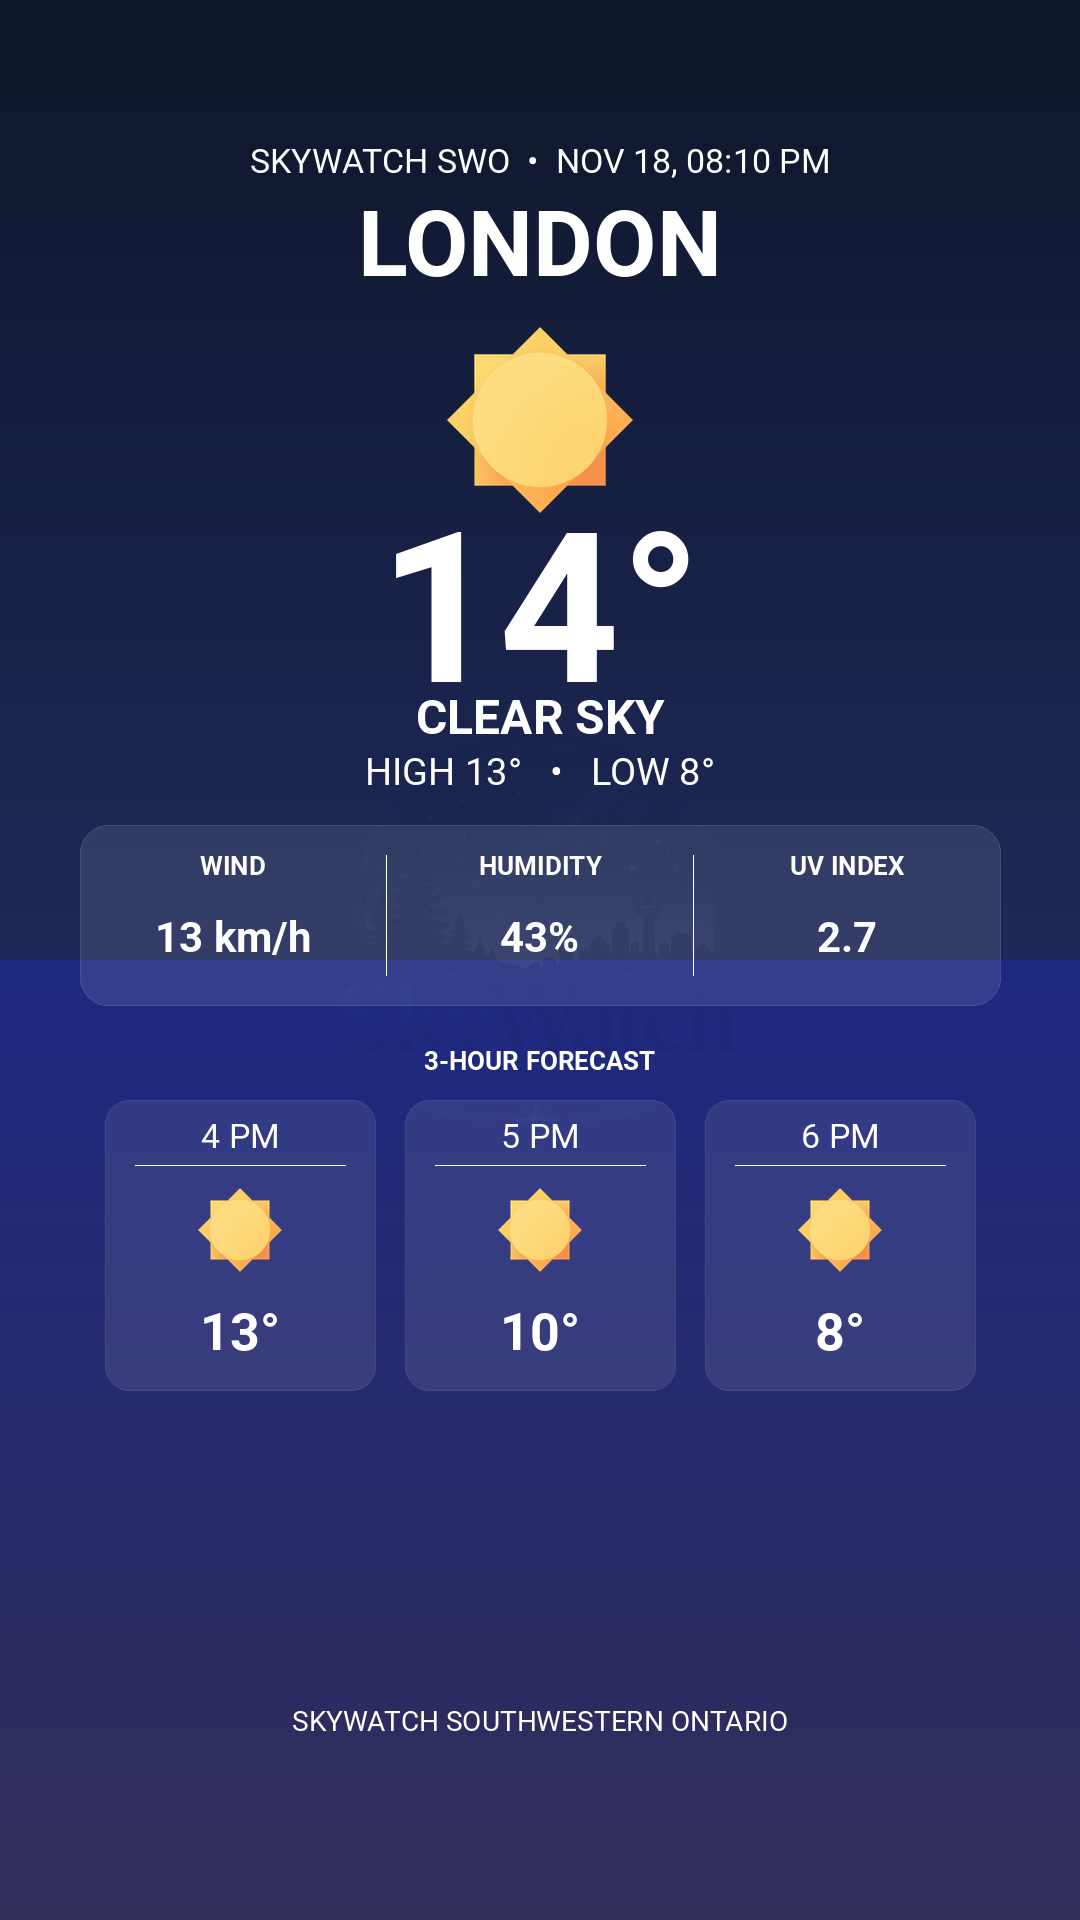 SKYWATCH SWO • NOV 18, 08:10 PM
LONDON
14°
CLEAR SKY
HIGH 13° • LOW 8°
WIND HUMIDITY UV INDEX
13 km/h 43% 2.7
SkyWatch
3-HOUR FORECAST
4 PM 5 PM 6 PM
13° 10° 8°
SKYWATCH SOUTHWESTERN ONTARIO